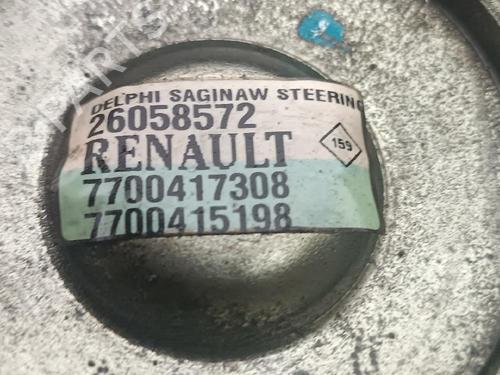 DELPHI SAGINAW STEERING
26058572
RENAULT
159
7700417308
7700415198